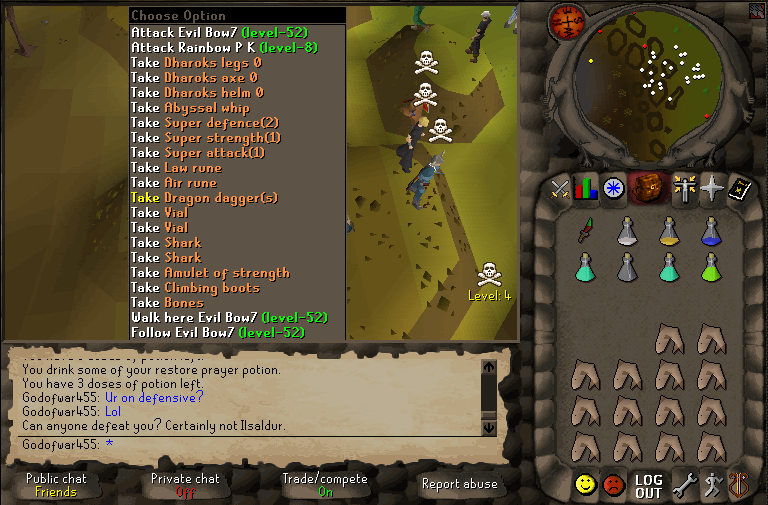 Choose Option
Attack Evil Bow7 (level-52)
Attack Rainbow P K (level-8)
Take Dharoks legs 0
Take Dharoks axe 0
Take Dharoks helm 0
Take Abyssal whip
Take Super defence(2)
Take Super strength(1)
Take Super attack(1)
Take Law rune
Take Air rune
Take Dragon dagger(s)
Take Vial
Take Vial
Take Shark
Take Shark
Take Amulet of strength
Take Climbing boots
Take Bones
Walk here Evil Bow7 (level-52)
Follow Evil Bow7 (level-52)
Level: 4
You drink some of your restore prayer potion.
You have 3 doses of potion left.
Godofwar455: Ur on defensive?
Godofwar455: Lol
Can anyone defeat you? Certainly not Ilsaldur.
Godofwar455: *
Public chat
Friends
Private chat
Off
Trade/compete
On
Report abuse
LOG
OUT